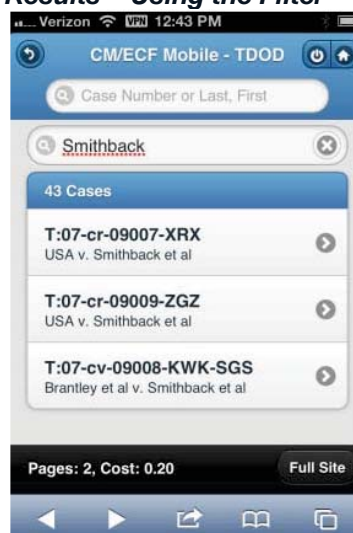 Results – Using the Filter
Verizon VPN 12:43 PM
CM/ECF Mobile - TDOD
Case Number or Last, First
Smithback
43 Cases
T:07-cr-09007-XRX
USA v. Smithback et al
T:07-cr-09009-ZGZ
USA v. Smithback et al
T:07-cv-09008-KWK-SGS
Brantley et al v. Smithback et al
Pages: 2, Cost: 0.20 Full Site